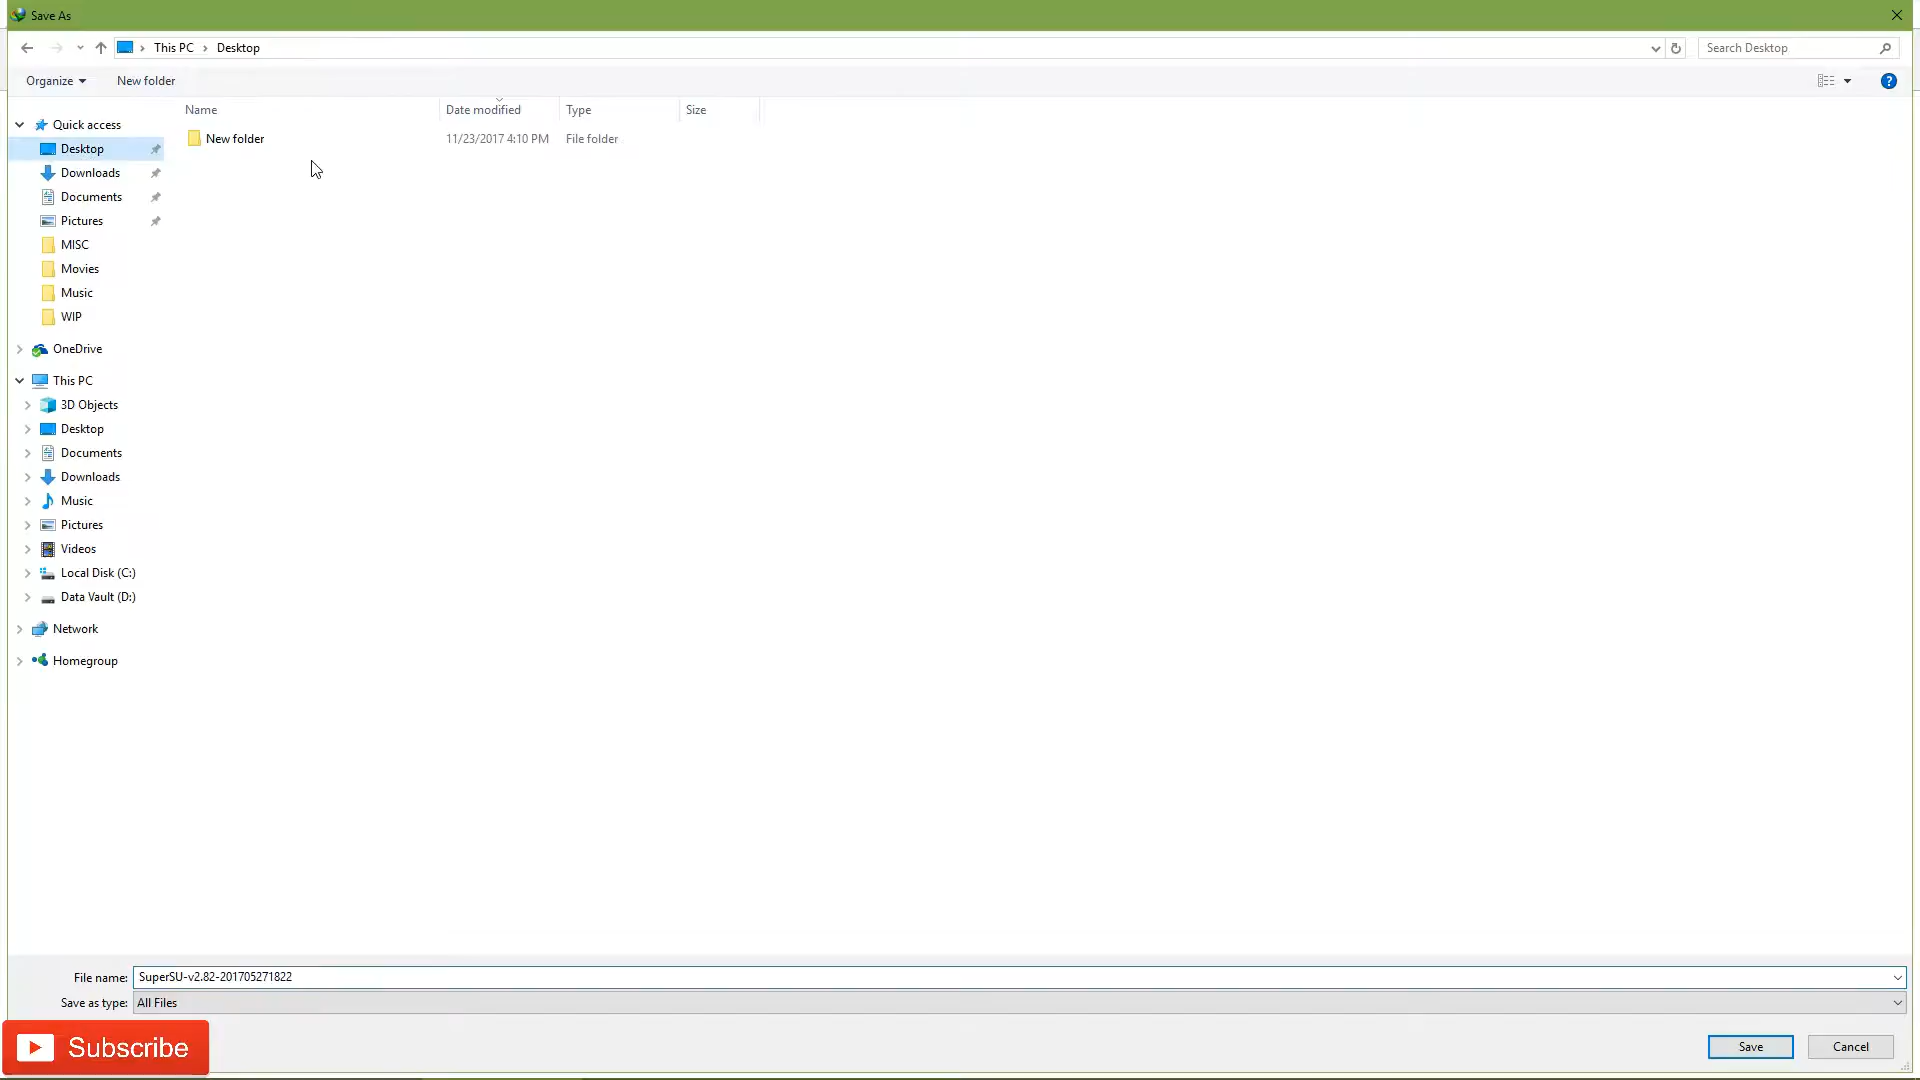 Save As
This PC > Desktop
Search Desktop
Organize
New folder
Name
Date modified
Type
Size
New folder
11/23/2017 4:10 PM
File folder
Quick access
Desktop
Downloads
Documents
Pictures
MISC
Movies
Music
WIP
OneDrive
This PC
3D Objects
Desktop
Documents
Downloads
Music
Pictures
Videos
Local Disk (C:)
Data Vault (D:)
Network
Homegroup
File name: SuperSU-v2.82-201705271822
Save as type: All Files
Subscribe
Save
Cancel